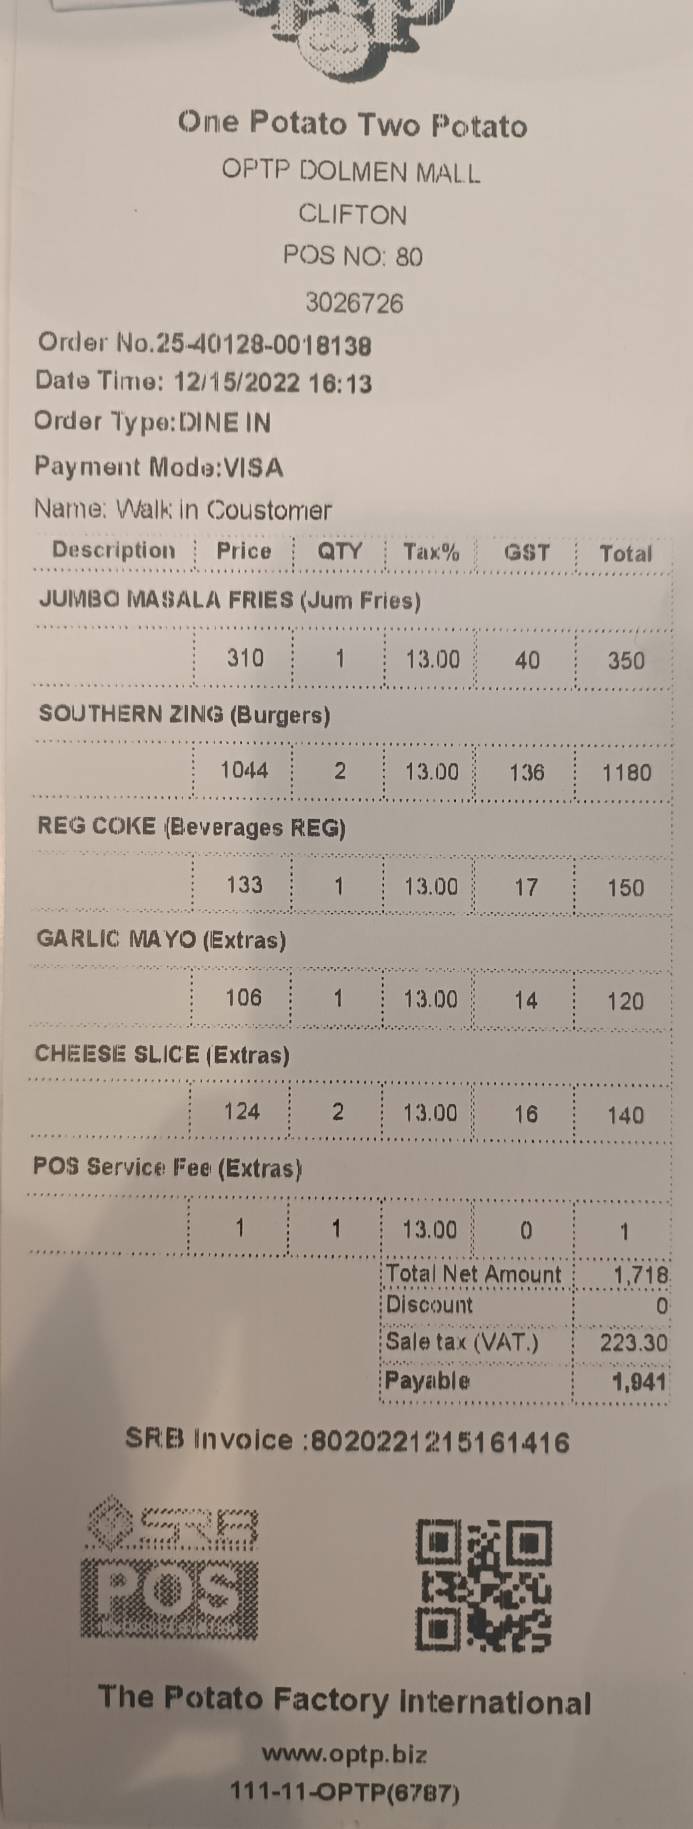 One Potato Two Potato
OPTP DOLMEN MALL
CLIFTON
POS NO: 80
3026726
Order No.25-40128-0018138
Date Time: 12/15/2022 16:13
Order Type:DINE IN
Payment Mode:VISA
Name: Walk in Coustomer
Description Price QTY Tax% GST Total
JUMBO MASALA FRIES (Jum Fries)
310 1 13.00 40 350
SOUTHERN ZING (Burgers)
1044 2 13.00 136 1180
REG COKE (Beverages REG)
133 1 13.00 17 150
GARLIC MAYO (Extras)
106 1 13.00 14 120
CHEESE SLICE (Extras)
124 2 13.00 16 140
POS Service Fee (Extras)
1 1 13.00 0 1
Total Net Amount 1,718
Discount 0
Sale tax (VAT.) 223.30
Payable 1,941
SRB Invoice :8020221215161416
SRB
POS
The Potato Factory International
www.optp.biz
111-11-OPTP(6787)